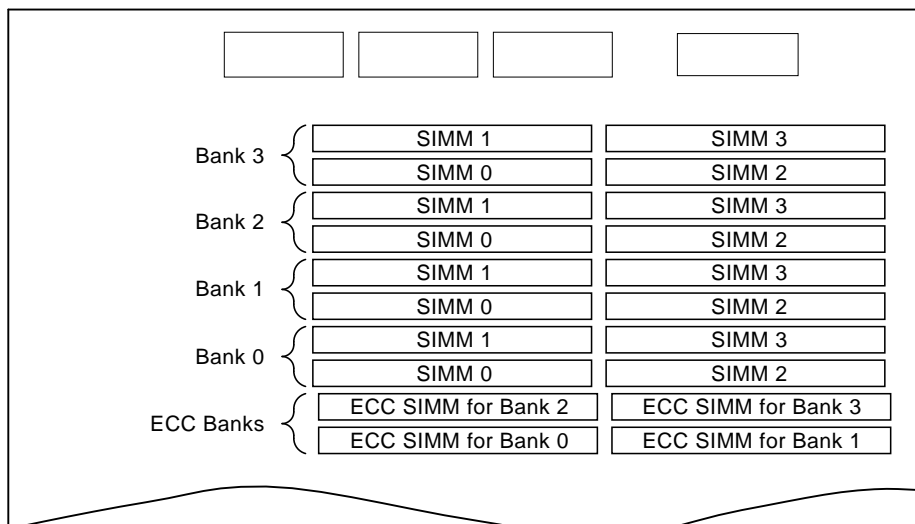 Bank 3
SIMM 1 SIMM 3
SIMM 0 SIMM 2
Bank 2
SIMM 1 SIMM 3
SIMM 0 SIMM 2
Bank 1
SIMM 1 SIMM 3
SIMM 0 SIMM 2
Bank 0
SIMM 1 SIMM 3
SIMM 0 SIMM 2
ECC Banks
ECC SIMM for Bank 2 ECC SIMM for Bank 3
ECC SIMM for Bank 0 ECC SIMM for Bank 1